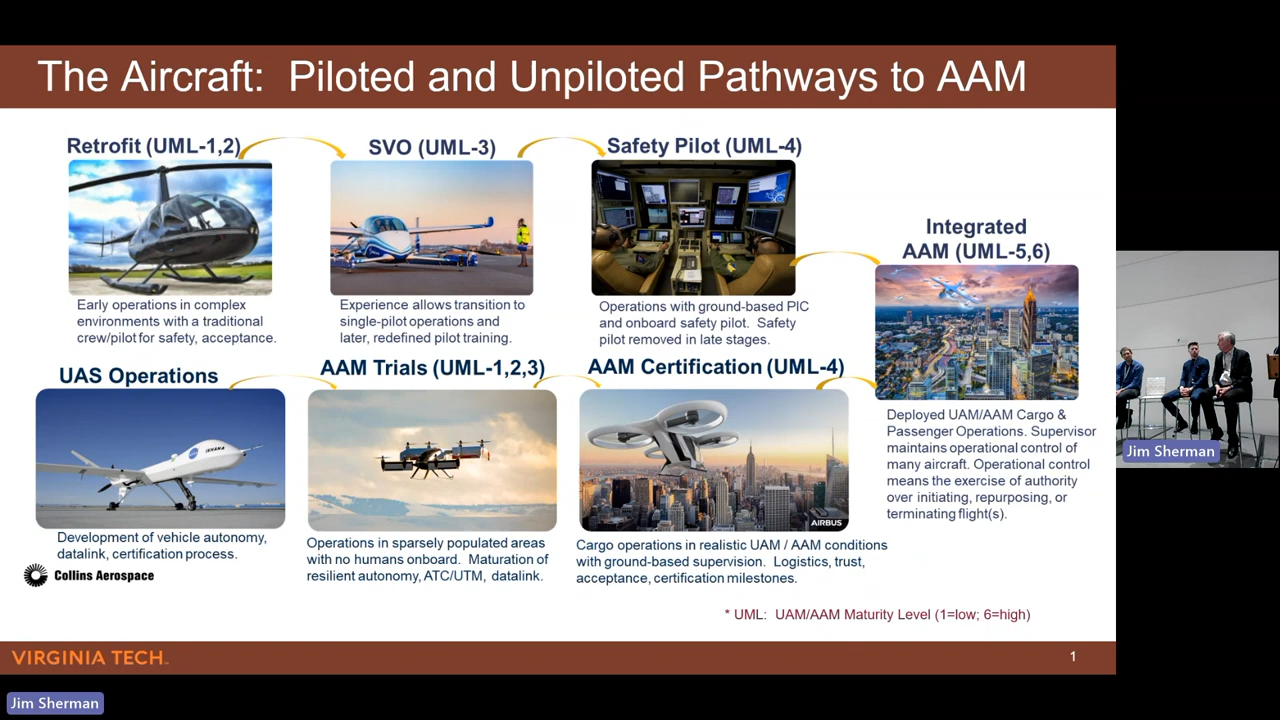 The Aircraft:  Piloted and Unpiloted Pathways to AAM
Retrofit (UML-1,2)
Early operations in complex
environments with a traditional
crew/pilot for safety, acceptance.
SVO (UML-3)
Experience allows transition to
single-pilot operations and
later, redefined pilot training.
Safety Pilot (UML-4)
Operations with ground-based PIC
and onboard safety pilot.  Safety
pilot removed in late stages.
Integrated
AAM (UML-5,6)
Deployed UAM/AAM Cargo &
Passenger Operations. Supervisor
maintains operational control of
many aircraft. Operational control
means the exercise of authority
over initiating, repurposing, or
terminating flight(s).
UAS Operations
IKHANA
NASA
Development of vehicle autonomy,
datalink, certification process.
Collins Aerospace
AAM Trials (UML-1,2,3)
Operations in sparsely populated areas
with no humans onboard.  Maturation of
resilient autonomy, ATC/UTM, datalink.
AAM Certification (UML-4)
AIRBUS
Cargo operations in realistic UAM / AAM conditions
with ground-based supervision.  Logistics, trust,
acceptance, certification milestones.
* UML:  UAM/AAM Maturity Level (1=low; 6=high)
VIRGINIA TECH
1
Jim Sherman
Jim Sherman